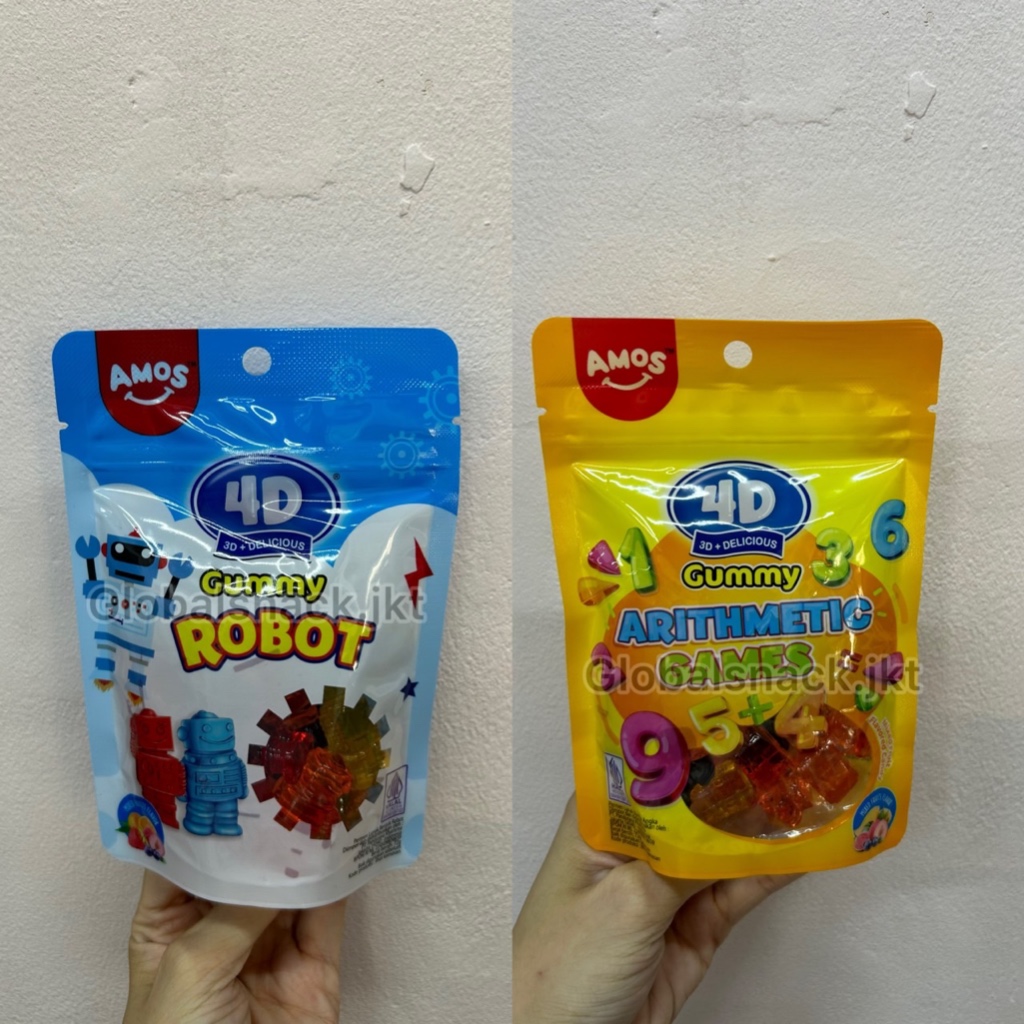 AMOS
4D
3D + DELICIOUS
Gummy
ROBOT
Globalsnack.jkt
AMOS
4D
3D + DELICIOUS
Gummy
ARITHMETIC
GAMES
Globalsnack.jkt
1
3
6
5 + 4
9